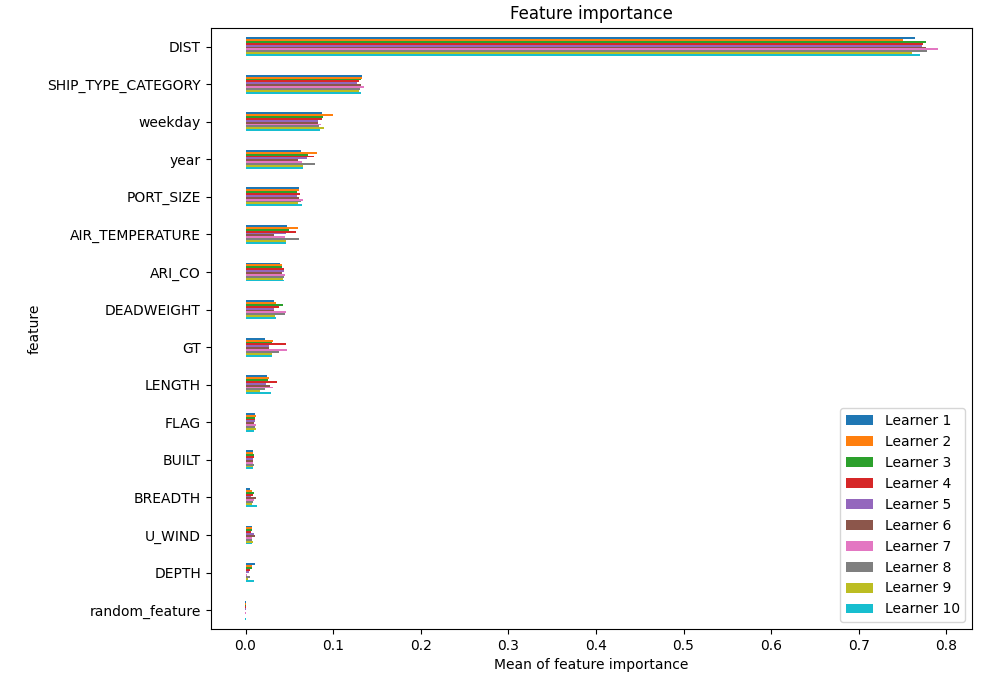 Feature importance
DIST
SHIP_TYPE_CATEGORY
weekday
year
PORT_SIZE
AIR_TEMPERATURE
ARI_CO
DEADWEIGHT
GT
LENGTH
FLAG
BUILT
BREADTH
U_WIND
DEPTH
random_feature
feature
Learner 1
Learner 2
Learner 3
Learner 4
Learner 5
Learner 6
Learner 7
Learner 8
Learner 9
Learner 10
0.0 0.1 0.2 0.3 0.4 0.5 0.6 0.7 0.8
Mean of feature importance